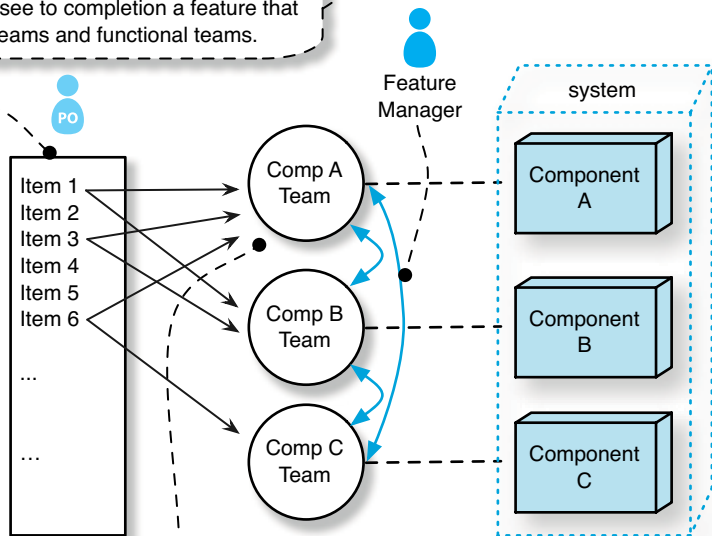 see to completion a feature that
eams and functional teams.
PO
Feature
Manager
system
Item 1
Item 2
Item 3
Item 4
Item 5
Item 6
...
...
Comp A
Team
Comp B
Team
Comp C
Team
Component
A
Component
B
Component
C